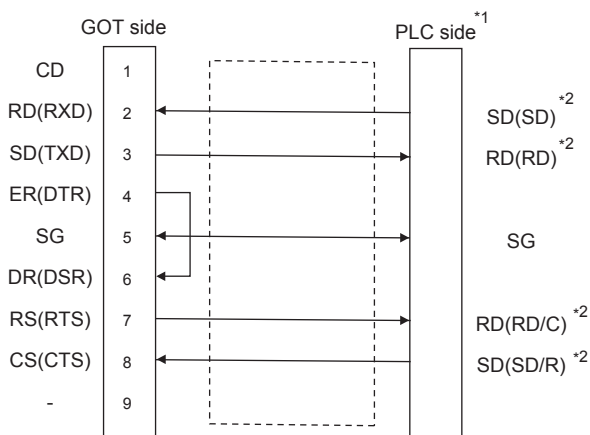 GOT side PLC side*1
CD 1
RD(RXD) 2 SD(SD)*2
SD(TXD) 3 RD(RD)*2
ER(DTR) 4
SG 5 SG
DR(DSR) 6
RS(RTS) 7 RD(RD/C)*2
CS(CTS) 8 SD(SD/R)*2
- 9